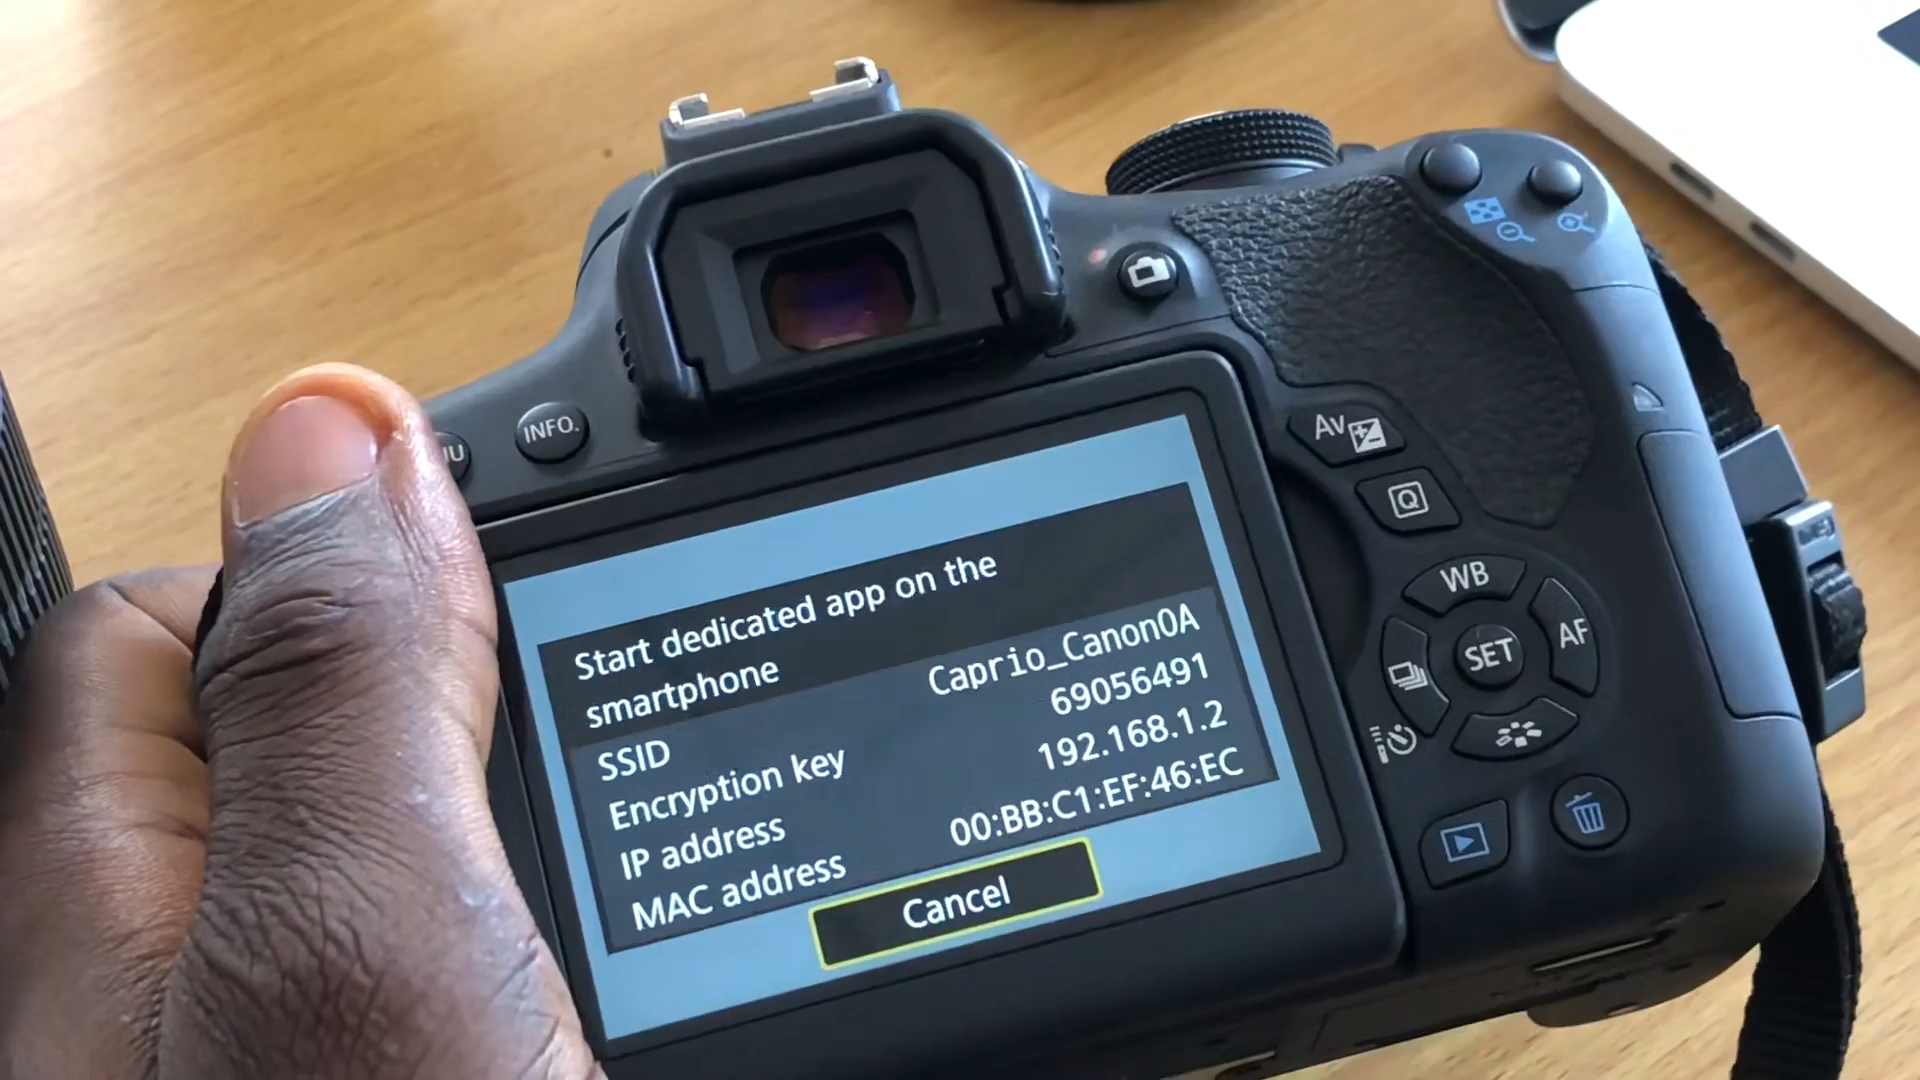 INFO.
Start dedicated app on the
smartphone
SSID Caprio_Canon0A
Encryption key 69056491
IP address 192.168.1.2
MAC address 00:BB:C1:EF:46:EC
Cancel
Av
Q
WB
AF
SET